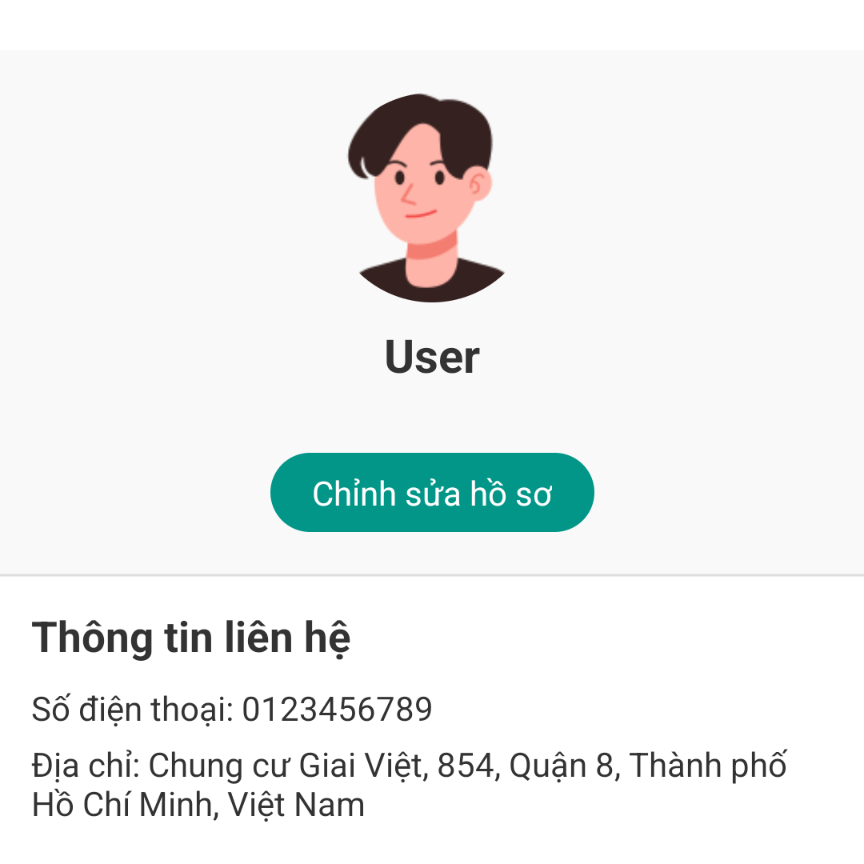 User
Chỉnh sửa hồ sơ
Thông tin liên hệ
Số điện thoại: 0123456789
Địa chỉ: Chung cư Giai Việt, 854, Quận 8, Thành phố
Hồ Chí Minh, Việt Nam